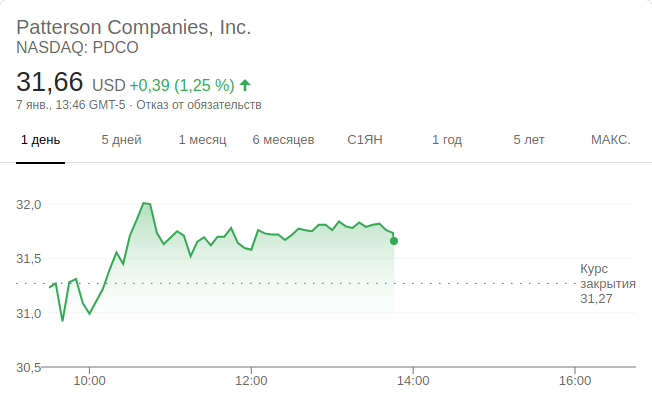 Patterson Companies, Inc.
NASDAQ: PDCO
31,66 USD +0,39 (1,25 %)
7 янв., 13:46 GMT-5 · Отказ от обязательств
1 день 5 дней 1 месяц 6 месяцев С1ЯН 1 год 5 лет МАКС.
32,0
31,5
Курс
закрытия
31,27
31,0
30,5
10:00 12:00 14:00 16:00